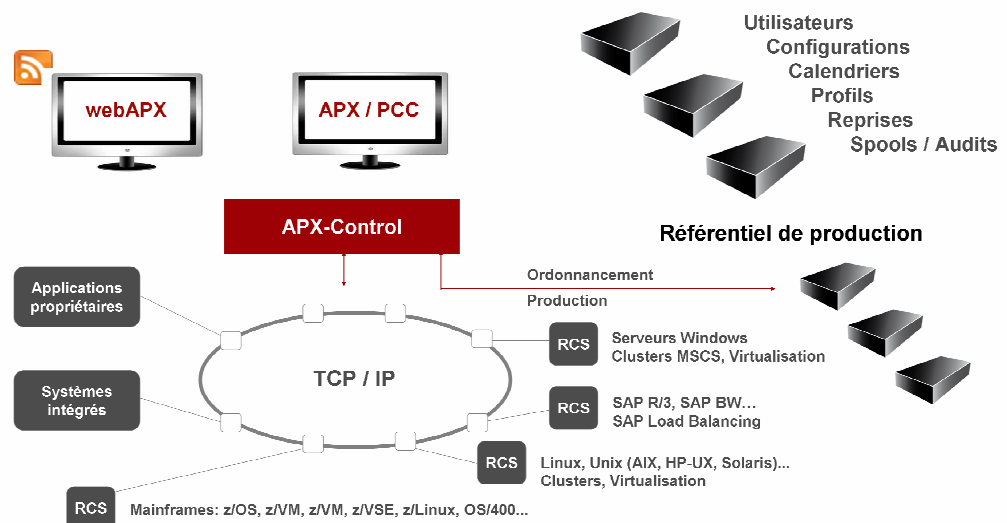 webAPX
APX / PCC
Utilisateurs
Configurations
Calendriers
Profils
Reprises
Spools / Audits
APX-Control
Référentiel de production
Ordonnancement
Production
Applications
propriétaires
Systèmes
intégrés
TCP / IP
RCS
Serveurs Windows
Clusters MSCS, Virtualisation
RCS
SAP R/3, SAP BW...
SAP Load Balancing
RCS
Linux, Unix (AIX, HP-UX, Solaris)...
Clusters, Virtualisation
RCS
Mainframes: z/OS, z/VM, z/VM, z/VSE, z/Linux, OS/400...